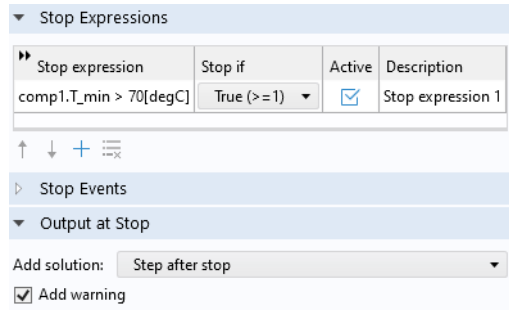 Stop Expressions
Stop expression Stop if Active Description
comp1.T_min > 70[degC] True (>=1) Stop expression 1
Stop Events
Output at Stop
Add solution: Step after stop
Add warning